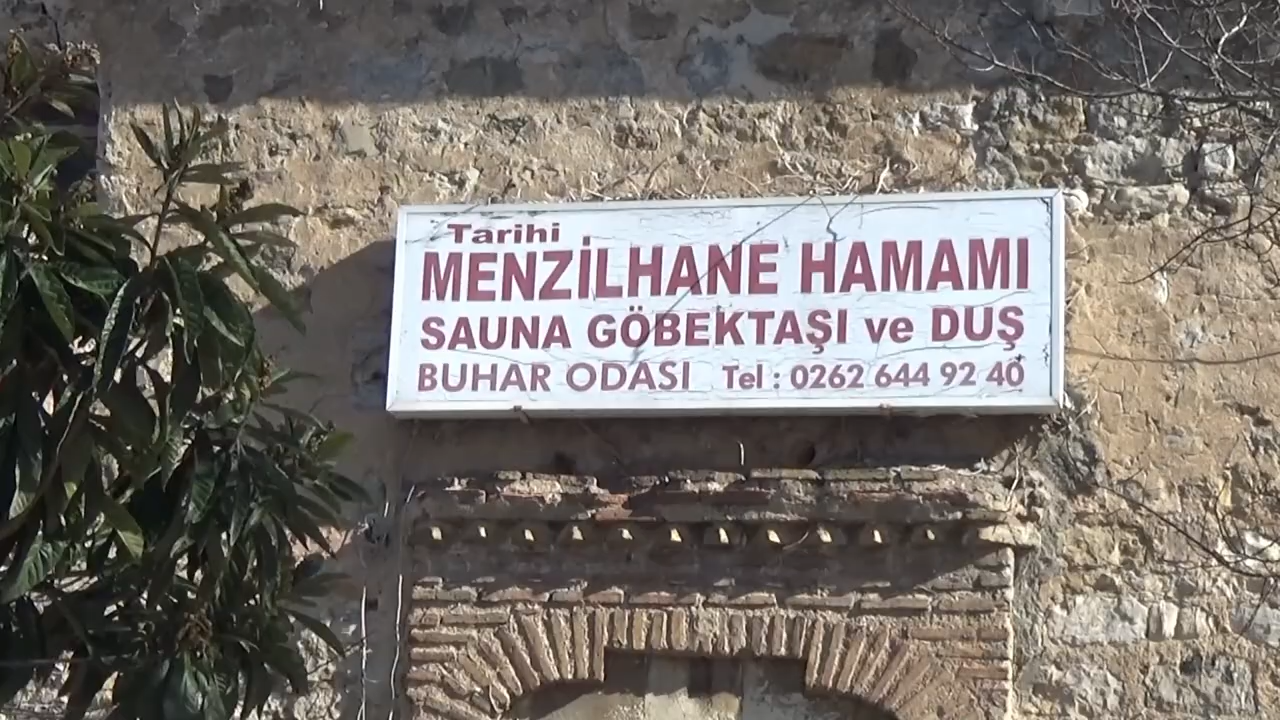 Tarihi
MENZİLHANE HAMAMI
SAUNA GÖBEKTAŞI ve DUŞ
BUHAR ODASI Tel : 0262 644 92 40